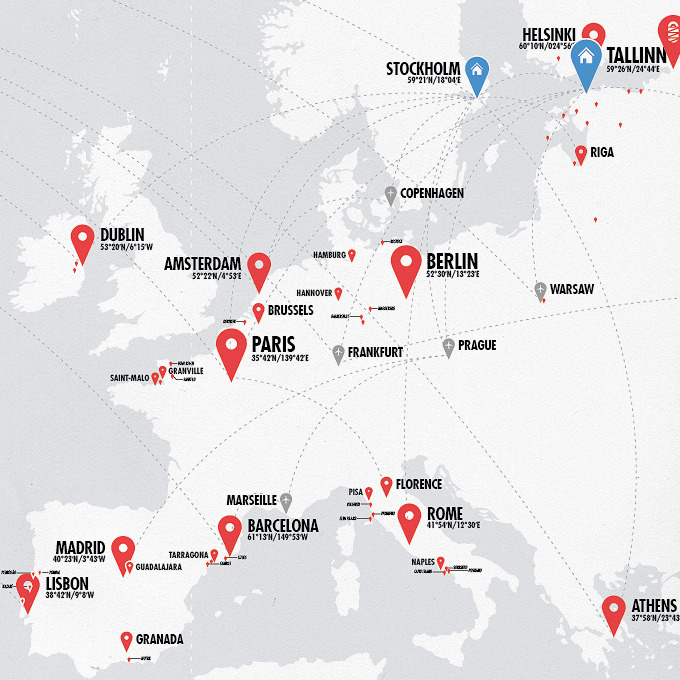 HELSINKI
60°10'N/024°56'
TALLINN
59°26'N/24°44'E
STOCKHOLM
59°21'N/18°04'E
RIGA
COPENHAGEN
DUBLIN
53°20'N/6°15'W
HAMBURG
AMSTERDAM
52°22'N/4°53'E
BERLIN
52°30'N/13°23'E
HANNOVER
WARSAW
BRUSSELS
PARIS
35°42'N/139°42'E
FRANKFURT
PRAGUE
GRANVILLE
SAINT-MALO
FLORENCE
PISA
MARSEILLE
ROME
41°54'N/12°30'E
BARCELONA
61°13'N/149°53'W
MADRID
40°23'N/3°43'W
TARRAGONA
GUADALAJARA
NAPLES
LISBON
38°42'N/9°8'W
ATHENS
37°58'N/23°43
GRANADA